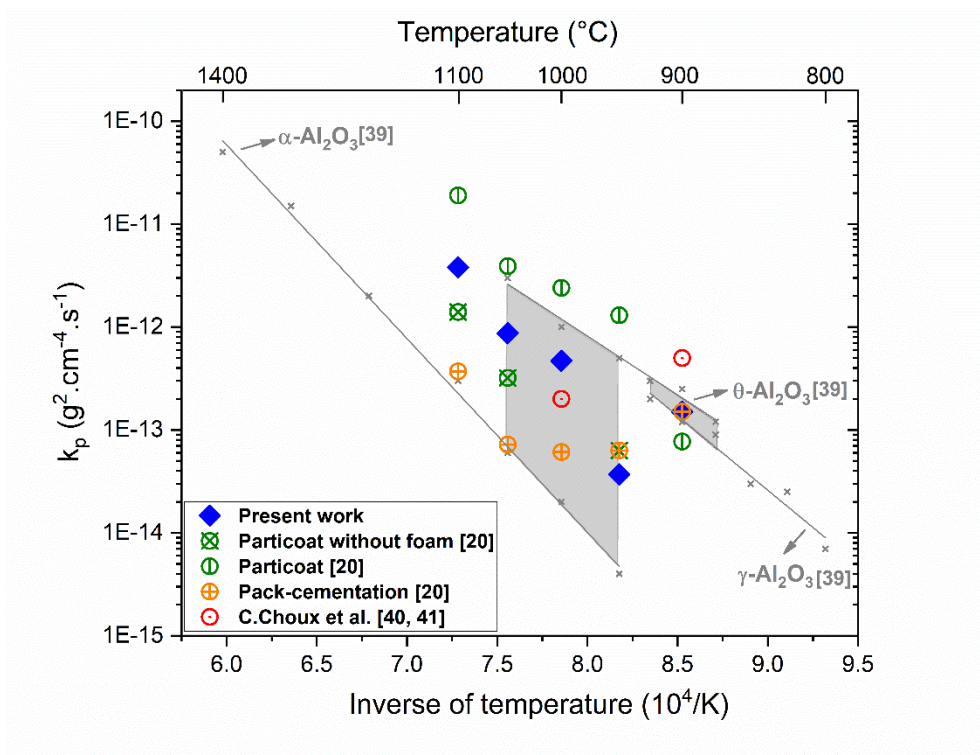 Temperature (°C)
1400 1100 1000 900 800
1E-10
1E-11
1E-12
1E-13
1E-14
1E-15
kₚ (g².cm⁻⁴.s⁻¹)
α-Al₂O₃[39]
θ-Al₂O₃[39]
γ-Al₂O₃[39]
Present work
Particoat without foam [20]
Particoat [20]
Pack-cementation [20]
C.Choux et al. [40, 41]
6.0 6.5 7.0 7.5 8.0 8.5 9.0 9.5
Inverse of temperature (10⁴/K)